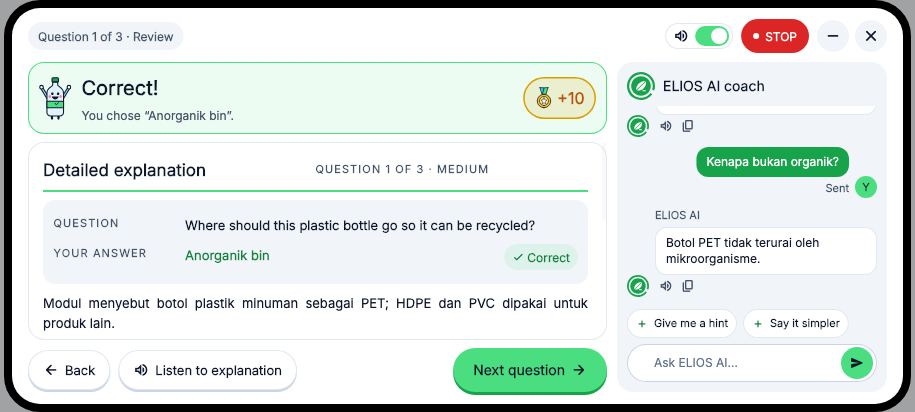 Question 1 of 3 · Review
STOP
Correct!
You chose “Anorganik bin”.
+10
Detailed explanation
QUESTION 1 OF 3 · MEDIUM
QUESTION
Where should this plastic bottle go so it can be recycled?
YOUR ANSWER
Anorganik bin
Correct
Modul menyebut botol plastik minuman sebagai PET; HDPE dan PVC dipakai untuk
produk lain.
Back
Listen to explanation
Next question
ELIOS AI coach
Kenapa bukan organik?
Sent
Y
ELIOS AI
Botol PET tidak terurai oleh
mikroorganisme.
+ Give me a hint
+ Say it simpler
Ask ELIOS AI...